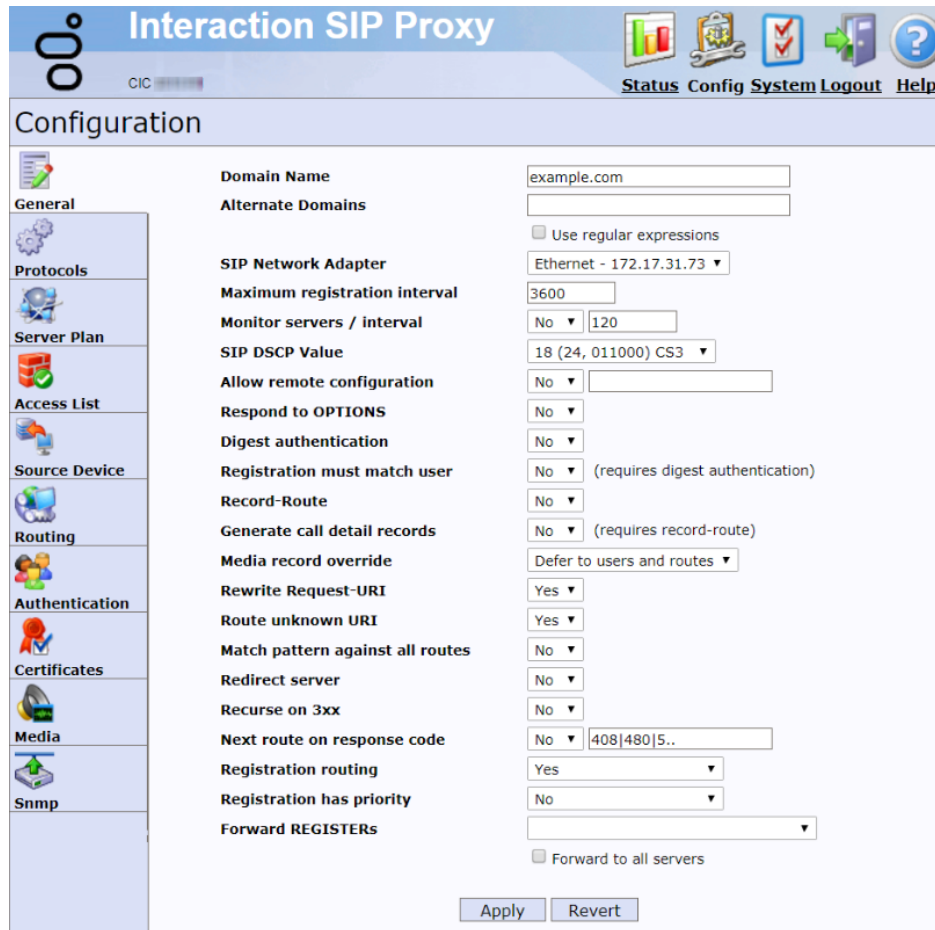 Interaction SIP Proxy
CIC
Status Config System Logout Help
Configuration
General
Protocols
Server Plan
Access List
Source Device
Routing
Authentication
Certificates
Media
Snmp
Domain Name example.com
Alternate Domains
Use regular expressions
SIP Network Adapter Ethernet - 172.17.31.73
Maximum registration interval 3600
Monitor servers / interval No 120
SIP DSCP Value 18 (24, 011000) CS3
Allow remote configuration No
Respond to OPTIONS No
Digest authentication No
Registration must match user No (requires digest authentication)
Record-Route No
Generate call detail records No (requires record-route)
Media record override Defer to users and routes
Rewrite Request-URI Yes
Route unknown URI Yes
Match pattern against all routes No
Redirect server No
Recurse on 3xx No
Next route on response code No 408|480|5..
Registration routing Yes
Registration has priority No
Forward REGISTERs
Forward to all servers
Apply Revert